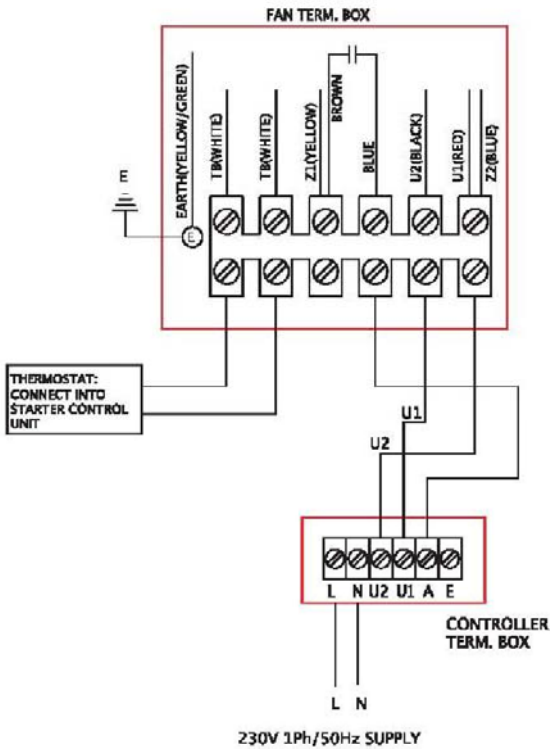 FAN TERM. BOX
EARTH(YELLOW/GREEN)
TB(WHITE)
TB(WHITE)
Z1(YELLOW)
BROWN
BLUE
U2(BLACK)
U1(RED)
Z2(BLUE)
E
E
THERMOSTAT:
CONNECT INTO
STARTER CONTROL
UNIT
U1
U2
L N U2 U1 A E
CONTROLLER
TERM. BOX
L N
230V 1Ph/50Hz SUPPLY